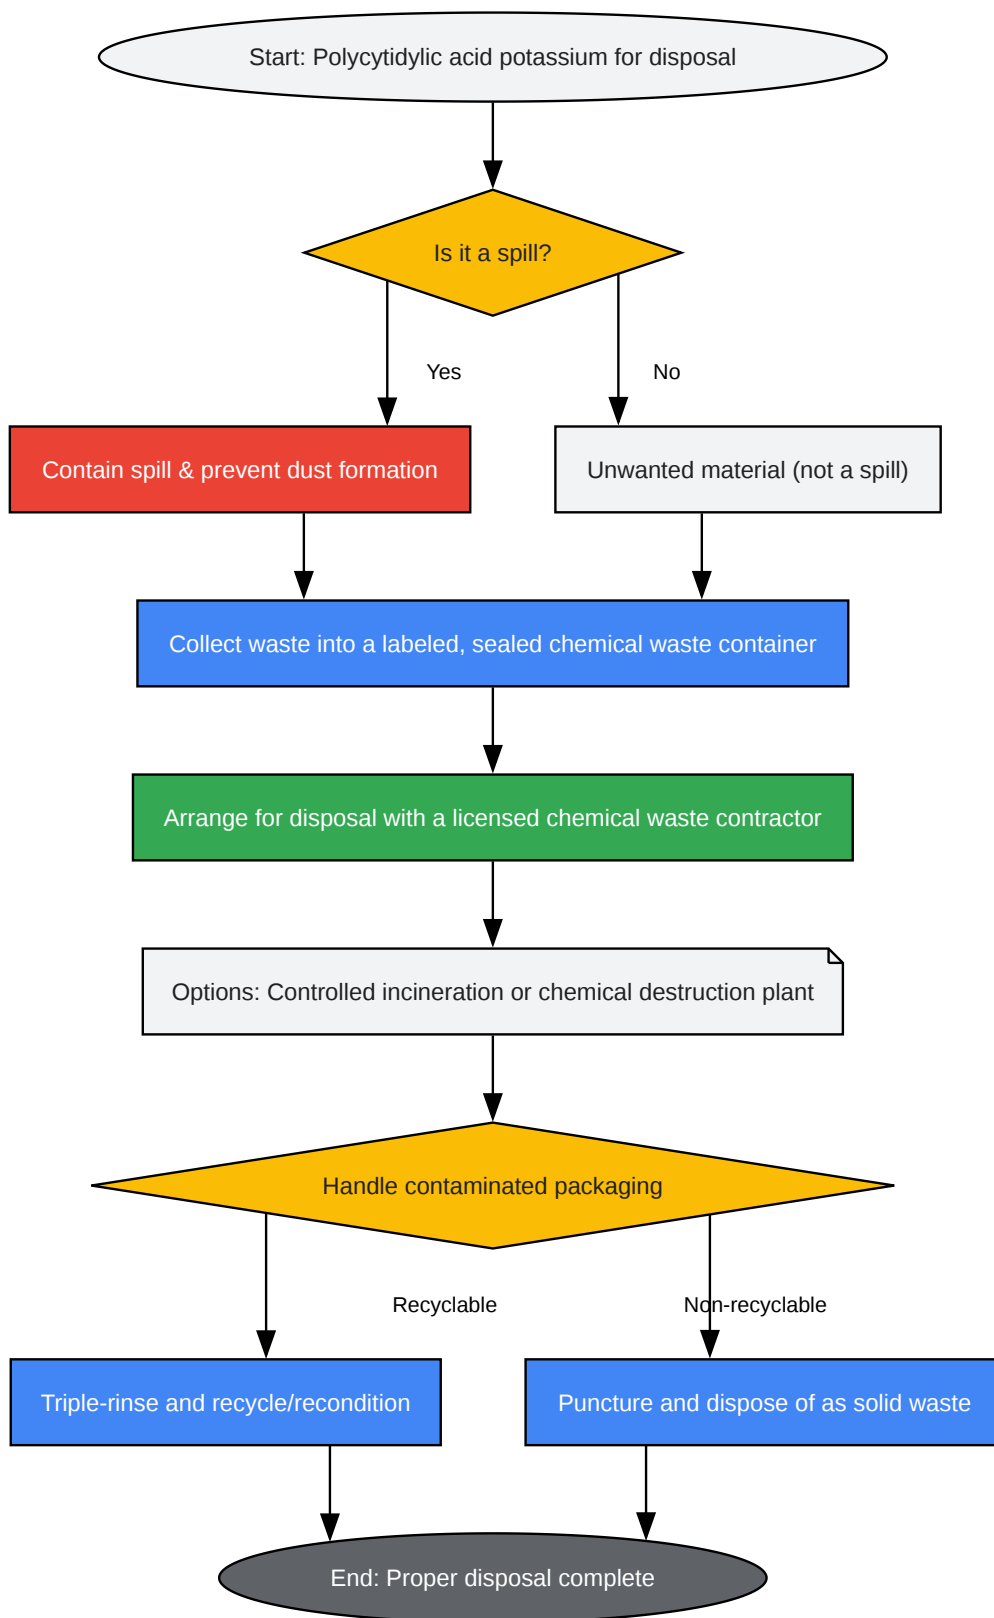 Start: Polycytidylic acid potassium for disposal
Is it a spill?
Yes
No
Contain spill & prevent dust formation
Unwanted material (not a spill)
Collect waste into a labeled, sealed chemical waste container
Arrange for disposal with a licensed chemical waste contractor
Options: Controlled incineration or chemical destruction plant
Handle contaminated packaging
Recyclable
Non-recyclable
Triple-rinse and recycle/recondition
Puncture and dispose of as solid waste
End: Proper disposal complete